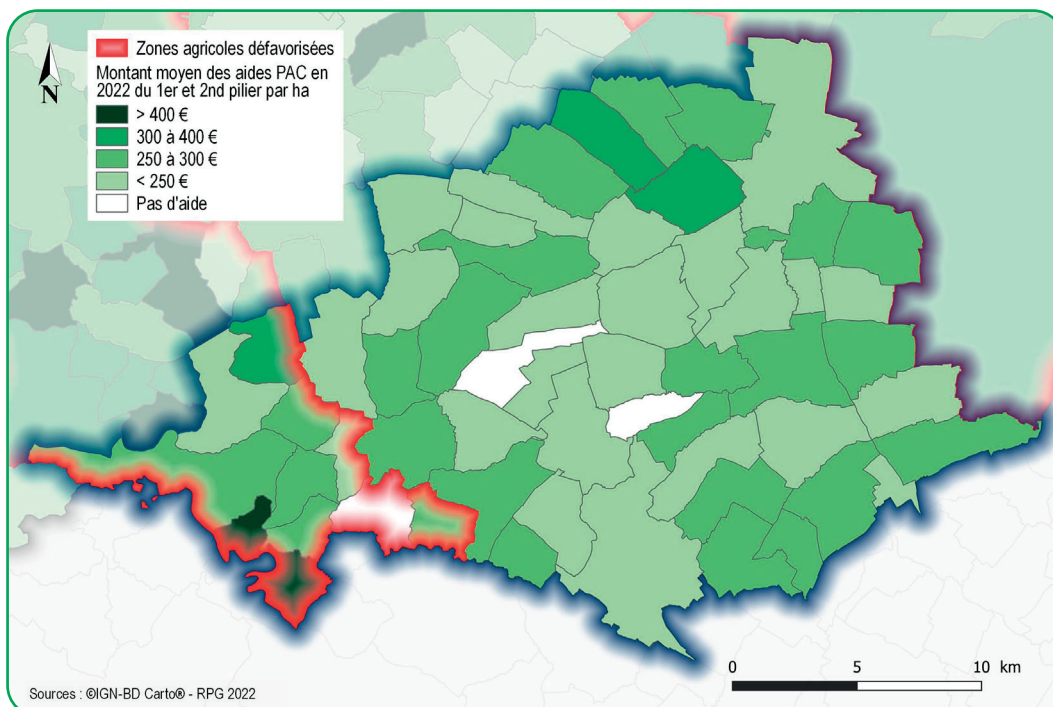 Zones agricoles défavorisées
Montant moyen des aides PAC en
2022 du 1er et 2nd pilier par ha
> 400 €
300 à 400 €
250 à 300 €
< 250 €
Pas d'aide
N
0 5 10 km
Sources : ©IGN-BD Carto® - RPG 2022